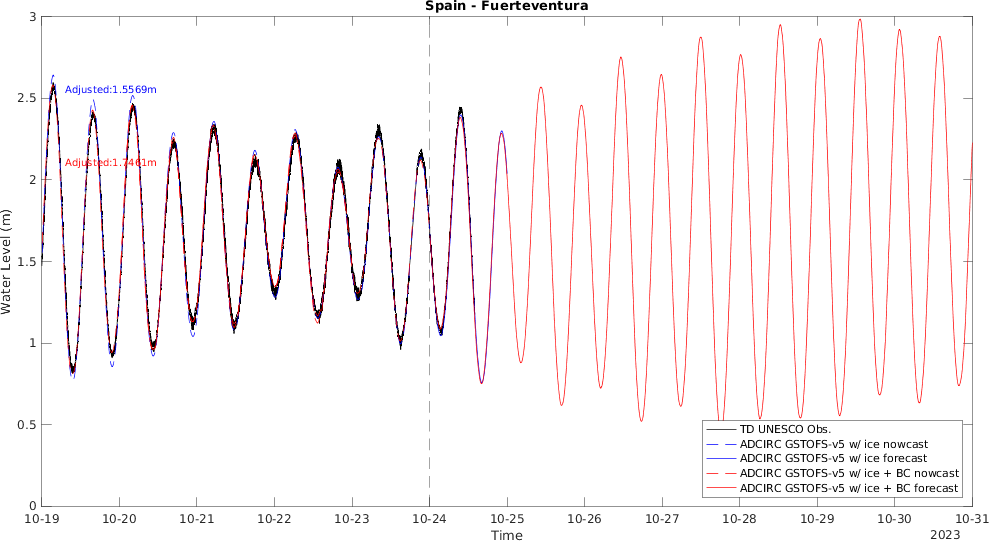 Spain - Fuerteventura
3
2.5
2
1.5
1
0.5
0
Water Level (m)
Adjusted:1.5569m
Adjusted:1.7461m
TD UNESCO Obs.
ADCIRC GSTOFS-v5 w/ ice nowcast
ADCIRC GSTOFS-v5 w/ ice forecast
ADCIRC GSTOFS-v5 w/ ice + BC nowcast
ADCIRC GSTOFS-v5 w/ ice + BC forecast
10-19 10-20 10-21 10-22 10-23 10-24 10-25 10-26 10-27 10-28 10-29 10-30 10-31
Time
2023